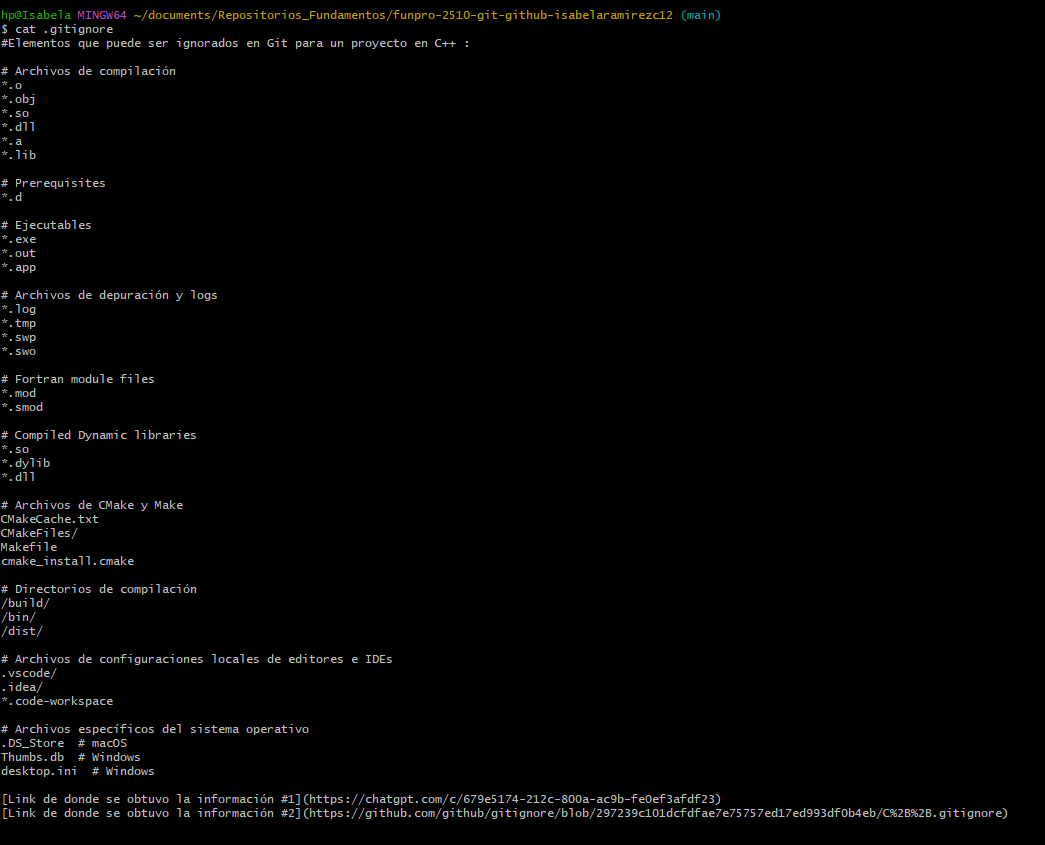 hp@Isabela MINGW64 ~/documents/Repositorios_Fundamentos/funpro-2510-git-github-isabelaramirezc12 (main)
$ cat .gitignore
#Elementos que puede ser ignorados en Git para un proyecto en C++ :

# Archivos de compilación
*.o
*.obj
*.so
*.dll
*.a
*.lib

# Prerequisites
*.d

# Ejecutables
*.exe
*.out
*.app

# Archivos de depuración y logs
*.log
*.tmp
*.swp
*.swo

# Fortran module files
*.mod
*.smod

# Compiled Dynamic libraries
*.so
*.dylib
*.dll

# Archivos de CMake y Make
CMakeCache.txt
CMakeFiles/
Makefile
cmake_install.cmake

# Directorios de compilación
/build/
/bin/
/dist/

# Archivos de configuraciones locales de editores e IDEs
.vscode/
.idea/
*.code-workspace

# Archivos específicos del sistema operativo
.DS_Store  # macOS
Thumbs.db  # Windows
desktop.ini  # Windows

[Link de donde se obtuvo la información #1](https://chatgpt.com/c/679e5174-212c-800a-ac9b-fe0ef3afdf23)
[Link de donde se obtuvo la información #2](https://github.com/github/gitignore/blob/297239c101dcfdfae7e75757ed17ed993df0b4eb/C%2B%2B.gitignore)